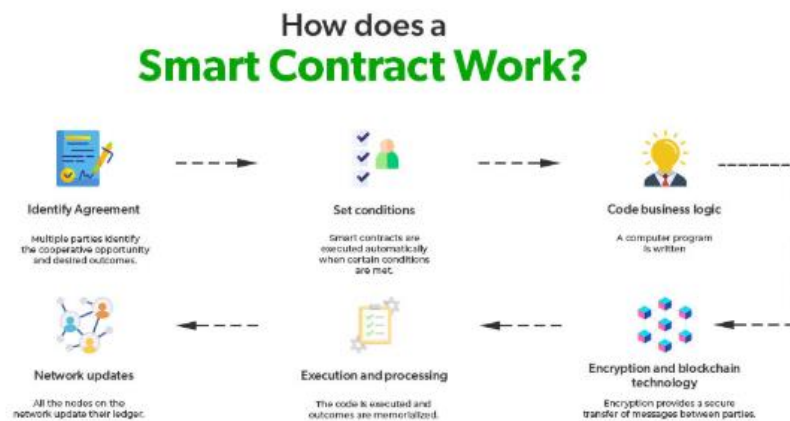 How does a
Smart Contract Work?
Identify Agreement
Multiple parties identify
the cooperative opportunity
and desired outcomes.
Set conditions
Smart contracts are
executed automatically
when certain conditions
are met.
Code business logic
A computer program
is written
Encryption and blockchain
technology
Encryption provides a secure
transfer of messages between parties.
Execution and processing
The code is executed and
outcomes are memorialized.
Network updates
All the nodes on the
network update their ledger.